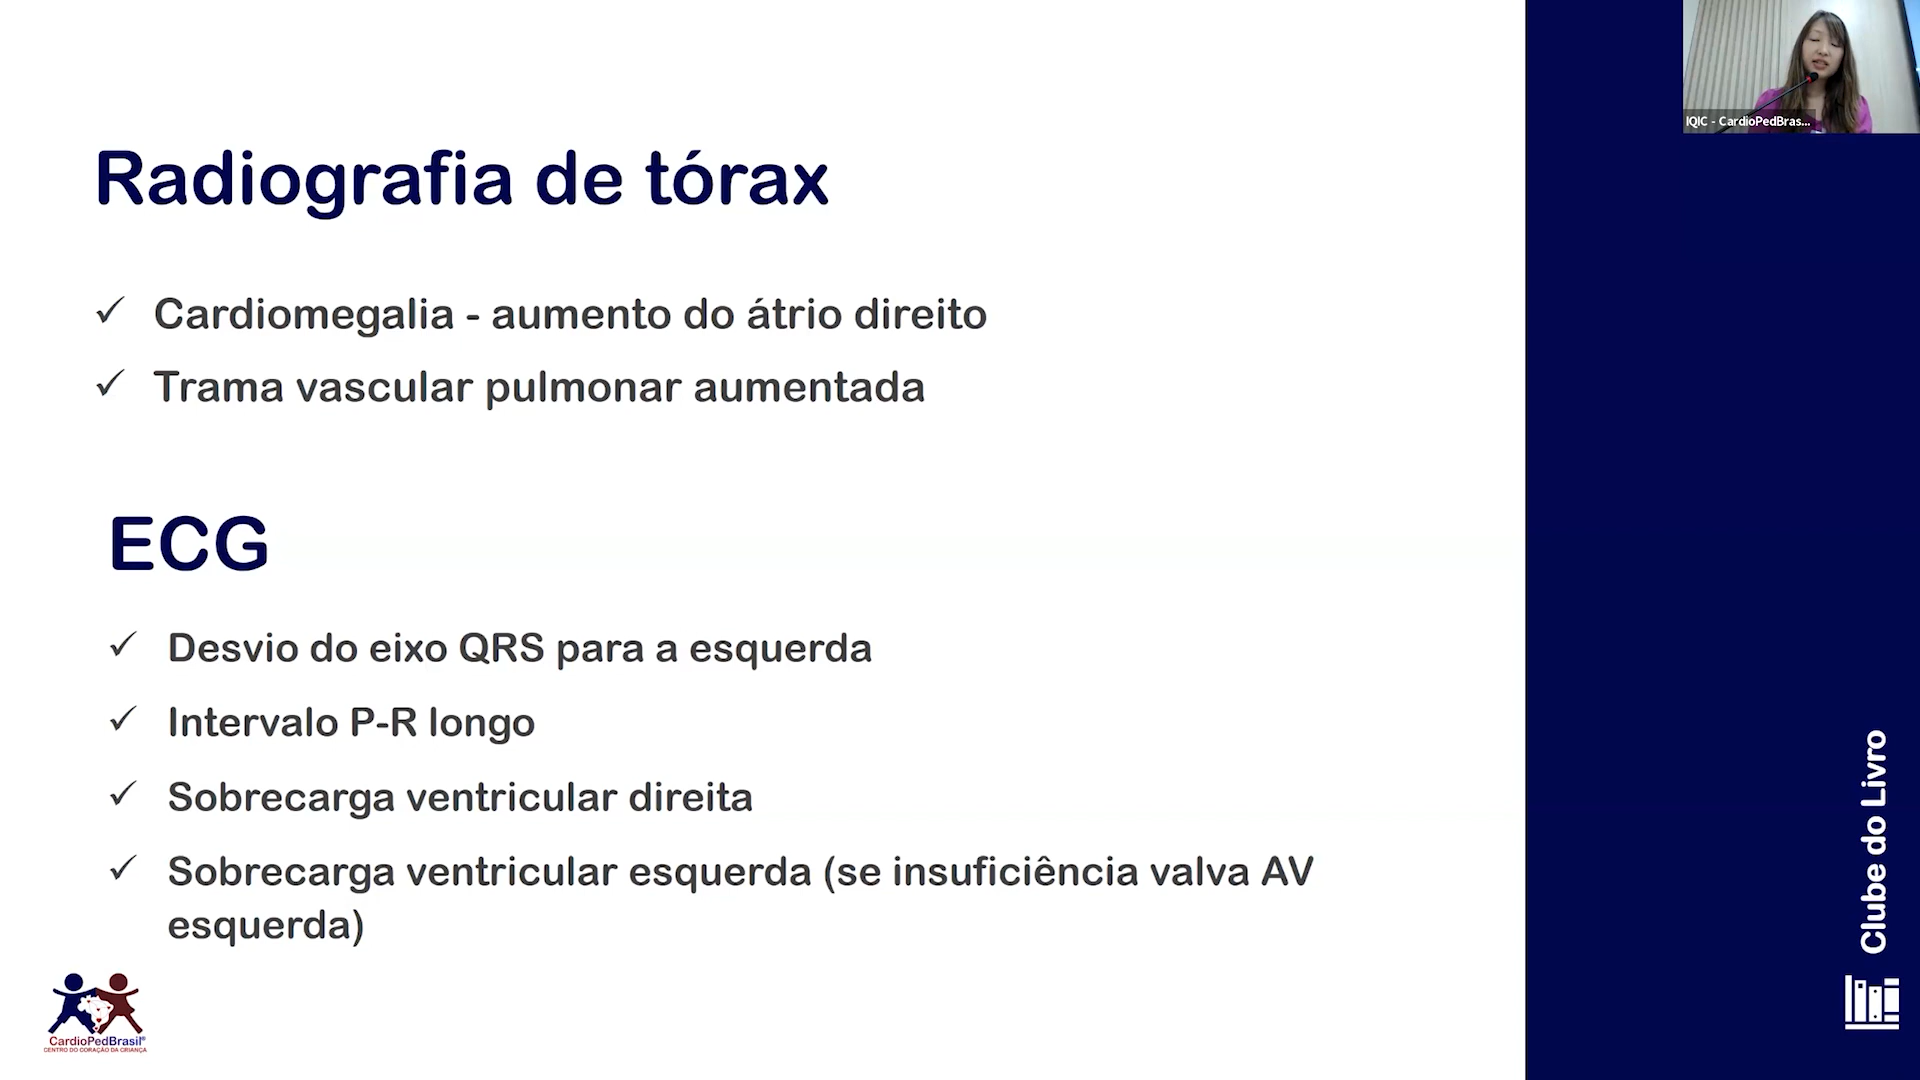 IQIC - CardioPedBras...
Radiografia de tórax
✓ Cardiomegalia - aumento do átrio direito
✓ Trama vascular pulmonar aumentada
ECG
✓ Desvio do eixo QRS para a esquerda
✓ Intervalo P-R longo
✓ Sobrecarga ventricular direita
✓ Sobrecarga ventricular esquerda (se insuficiência valva AV
esquerda)
CardioPedBrasil®
CENTRO DO CORAÇÃO DA CRIANÇA
Clube do Livro